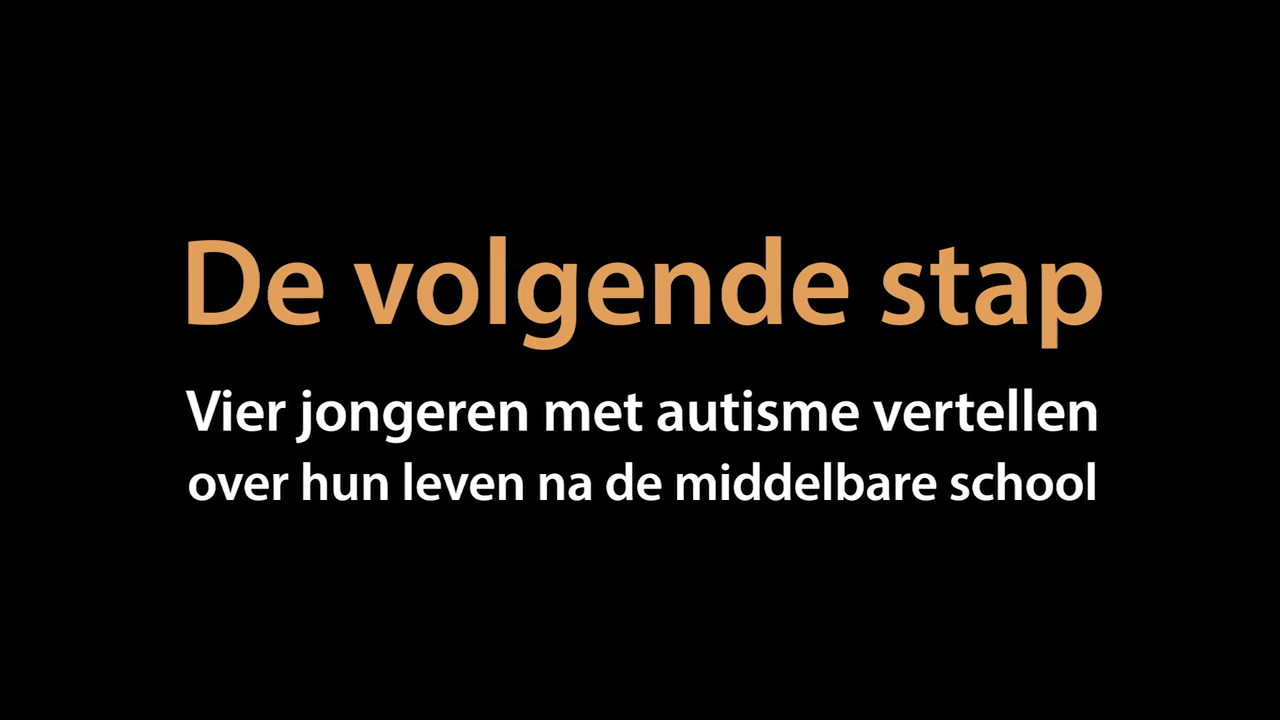 De volgende stap
Vier jongeren met autisme vertellen
over hun leven na de middelbare school